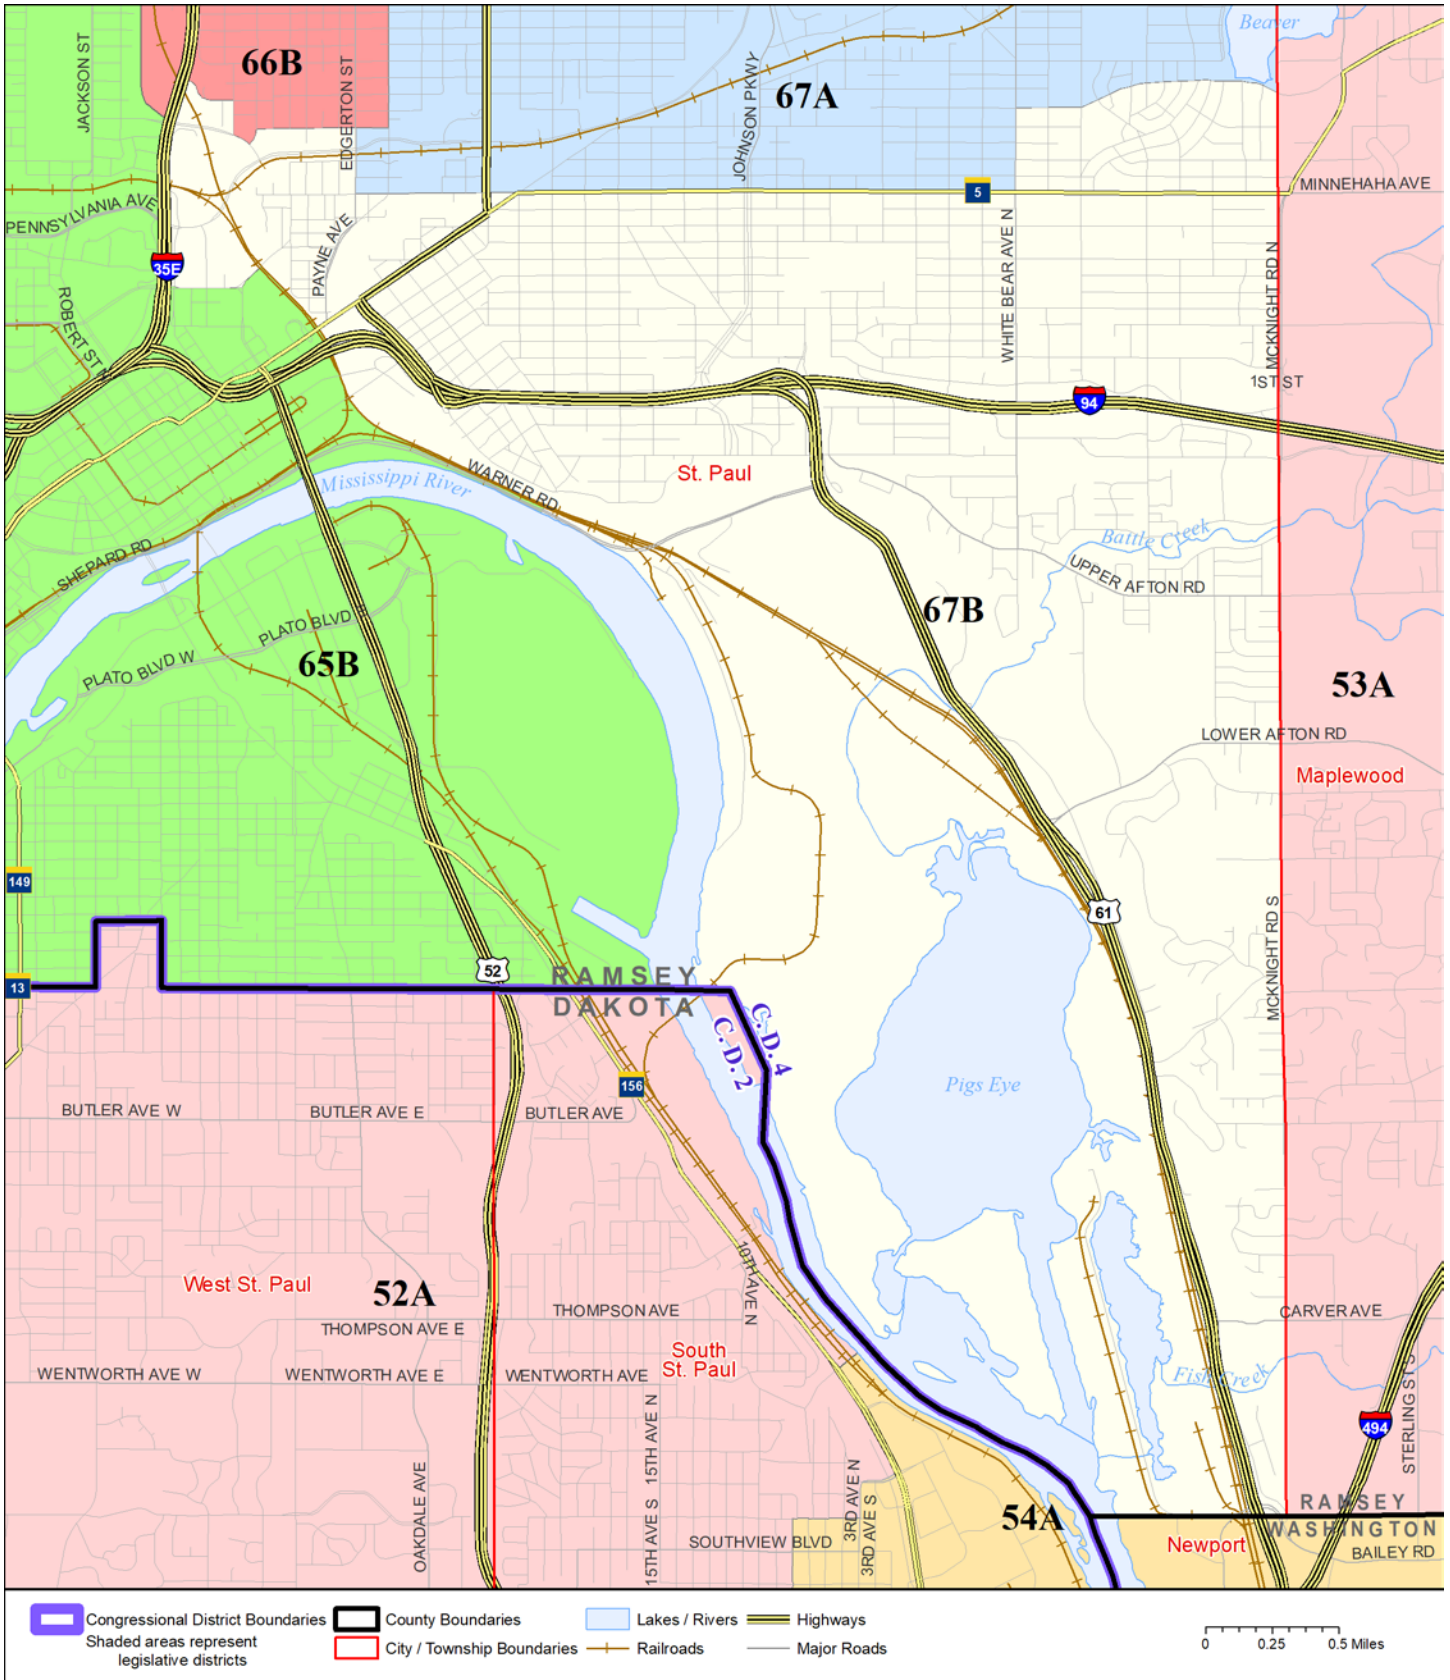 Beaver
66B
67A
JACKSON ST
EDGERTON ST
JOHNSON PKWY
5
MINNEHAHA AVE
PENNSYLVANIA AVE
PAYNE AVE
35E
WHITE BEAR AVE N
MCKNIGHT RD N
ROBERT ST N
1ST ST
94
St. Paul
WARNER RD
Mississippi River
Battle Creek
SHEPARD RD
UPPER AFTON RD
67B
PLATO BLVD E
PLATO BLVD W
65B
53A
LOWER AFTON RD
Maplewood
149
61
MCKNIGHT RD S
52
13
RAMSEY
DAKOTA
C. D. 4
C. D. 2
156
Pigs Eye
BUTLER AVE W
BUTLER AVE E
BUTLER AVE
10TH AVE N
West St. Paul
52A
THOMPSON AVE
THOMPSON AVE E
CARVER AVE
South
St. Paul
WENTWORTH AVE W
WENTWORTH AVE E
WENTWORTH AVE
Fish Creek
15TH AVE N
494
STERLING ST S
OAKDALE AVE
3RD AVE N
15TH AVE S
3RD AVE S
54A
RAMSEY
WASHINGTON
SOUTHVIEW BLVD
Newport
BAILEY RD
Congressional District Boundaries
Shaded areas represent
legislative districts
County Boundaries
City / Township Boundaries
Lakes / Rivers
Railroads
Highways
Major Roads
0 0.25 0.5 Miles